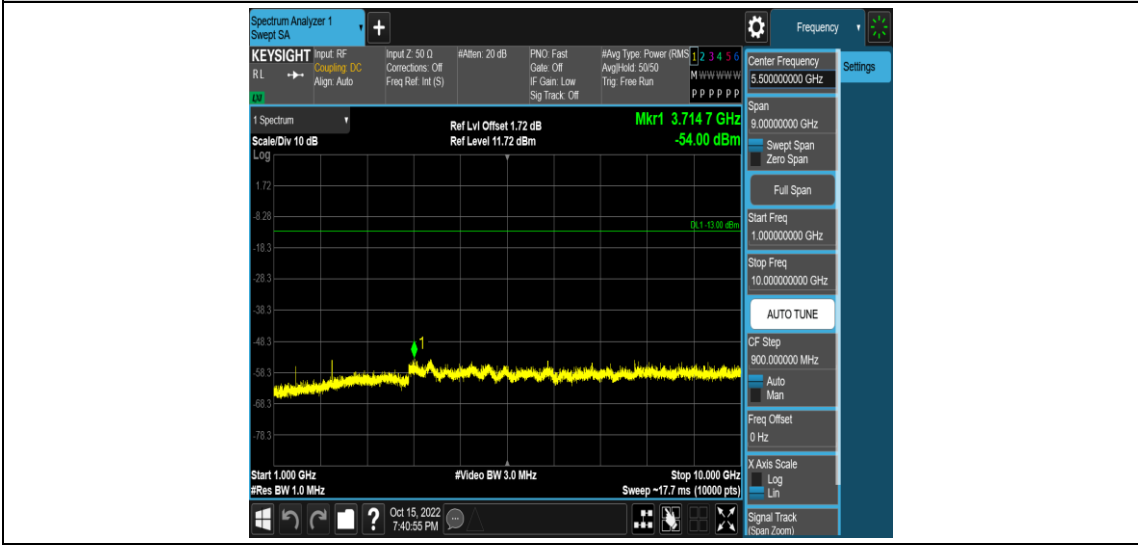 Spectrum Analyzer 1
Swept SA
+
Frequency
KEYSIGHT
RL
LM
Input: RF
Coupling: DC
Align: Auto
Input Z: 50 Ω
Corrections: Off
Freq Ref: Int (S)
#Atten: 20 dB
PNO: Fast
Gate: Off
IF Gain: Low
Sig Track: Off
#Avg Type: Power (RMS
Avg|Hold: 50/50
Trig: Free Run
1 2 3 4 5 6
M W W W W W
P P P P P P
1 Spectrum
Scale/Div 10 dB
Log
Ref Lvl Offset 1.72 dB
Ref Level 11.72 dBm
Mkr1 3.714 7 GHz
-54.00 dBm
1.72
-8.28
DL1 -13.00 dBm
-18.3
-28.3
-38.3
-48.3
1
-58.3
-68.3
-78.3
Start 1.000 GHz
#Res BW 1.0 MHz
#Video BW 3.0 MHz
Stop 10.000 GHz
Sweep ~17.7 ms (10000 pts)
?
Oct 15, 2022
7:40:55 PM
Center Frequency
5.500000000 GHz
Settings
Span
9.00000000 GHz
Swept Span
Zero Span
Full Span
Start Freq
1.000000000 GHz
Stop Freq
10.000000000 GHz
AUTO TUNE
CF Step
900.000000 MHz
Auto
Man
Freq Offset
0 Hz
X Axis Scale
Log
Lin
Signal Track
(Span Zoom)